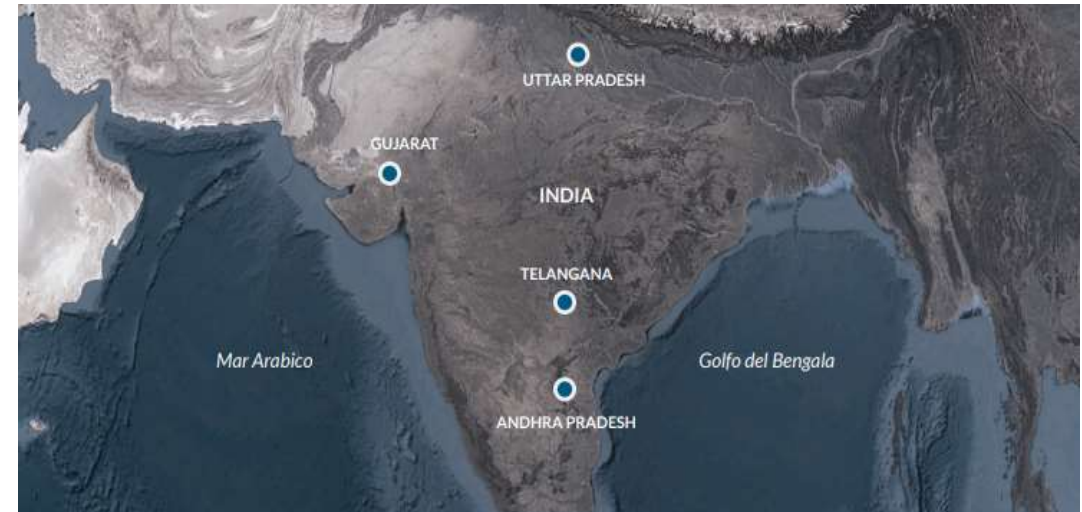 UTTAR PRADESH
GUJARAT
INDIA
TELANGANA
Mar Arabico
Golfo del Bengala
ANDHRA PRADESH